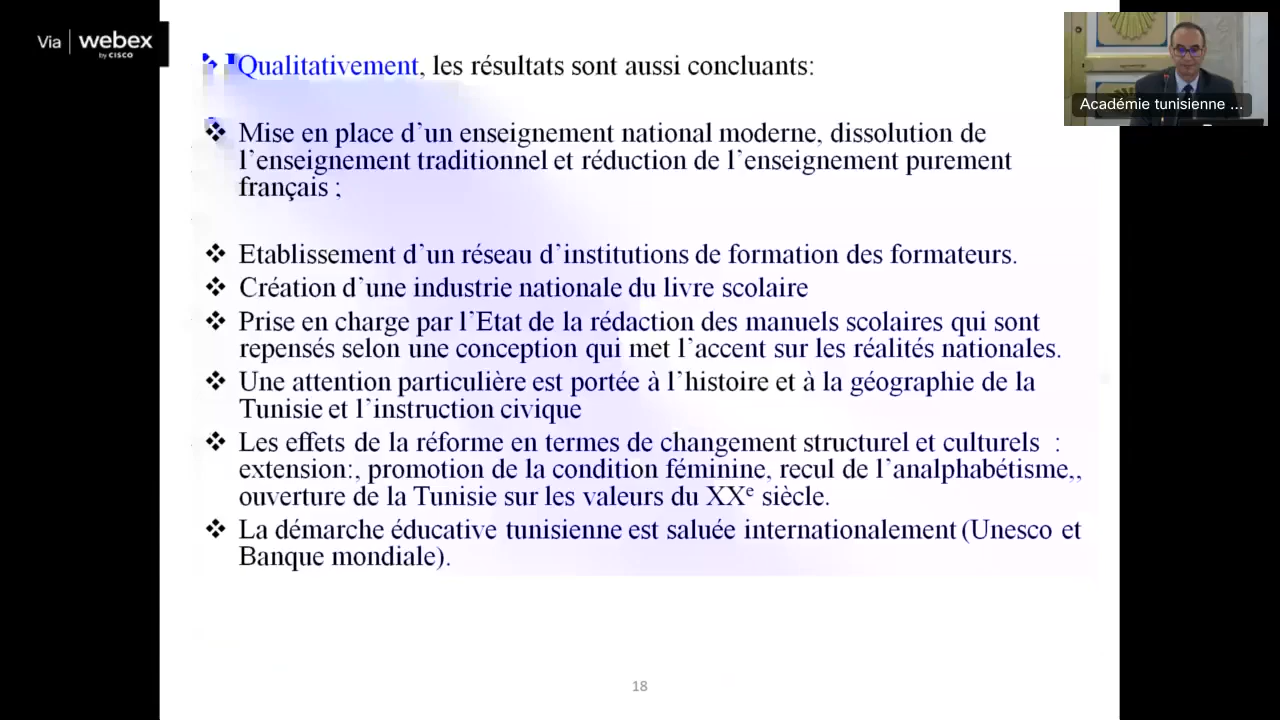 Via webex
by CISCO
Qualitativement, les résultats sont aussi concluants:
Académie tunisienne ...
Mise en place d’un enseignement national moderne, dissolution de
l’enseignement traditionnel et réduction de l’enseignement purement
français ;
Etablissement d’un réseau d’institutions de formation des formateurs.
Création d’une industrie nationale du livre scolaire
Prise en charge par l’Etat de la rédaction des manuels scolaires qui sont
repensés selon une conception qui met l’accent sur les réalités nationales.
Une attention particulière est portée à l’histoire et à la géographie de la
Tunisie et l’instruction civique
Les effets de la réforme en termes de changement structurel et culturels :
extension:, promotion de la condition féminine, recul de l’analphabétisme,,
ouverture de la Tunisie sur les valeurs du XXe siècle.
La démarche éducative tunisienne est saluée internationalement (Unesco et
Banque mondiale).
18